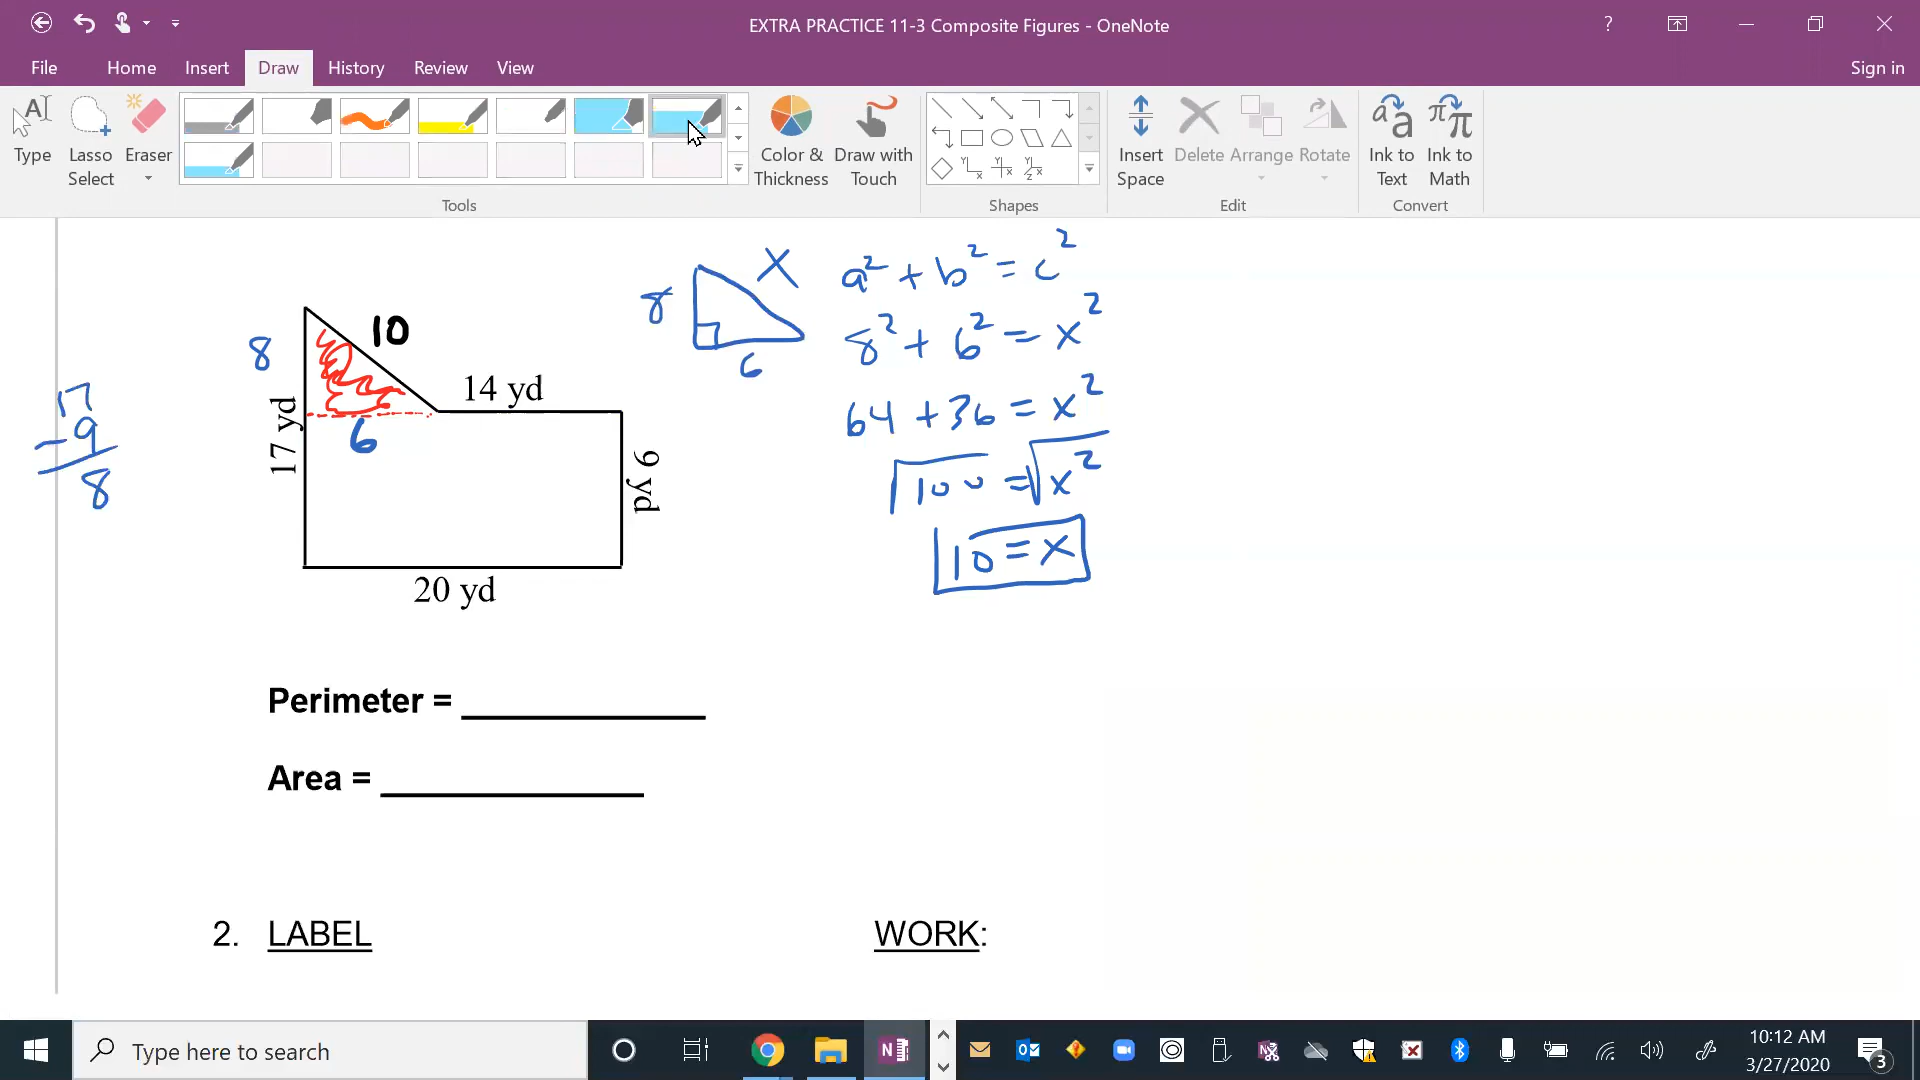 EXTRA PRACTICE 11-3 Composite Figures - OneNote
?
File Home Insert Draw History Review View Sign in
Type
Lasso Select
Eraser
Color & Thickness
Draw with Touch
Insert Space
Delete
Arrange
Rotate
Ink to Text
Ink to Math
Tools
Shapes
Edit
Convert
17
- 9
8
8
10
14 yd
17 yd
6
9 yd
20 yd
8
X
6
a² + b² = c²
8² + 6² = x²
64 + 36 = x²
√100 = √x²
10 = x
Perimeter = ____________
Area = ____________
2. LABEL
WORK:
Type here to search
10:12 AM
3/27/2020
3